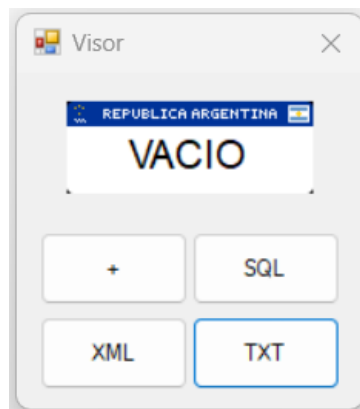 Visor
REPUBLICA ARGENTINA
VACIO
+
SQL
XML
TXT